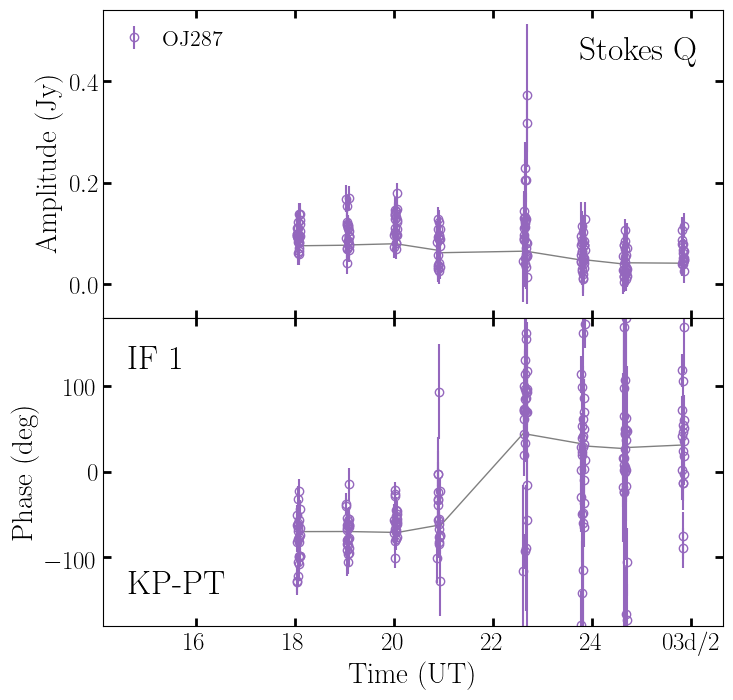 OJ287
Stokes Q
Amplitude (Jy)
0.4
0.2
0.0
IF 1
KP-PT
Phase (deg)
100
0
−100
16 18 20 22 24 03d/2
Time (UT)